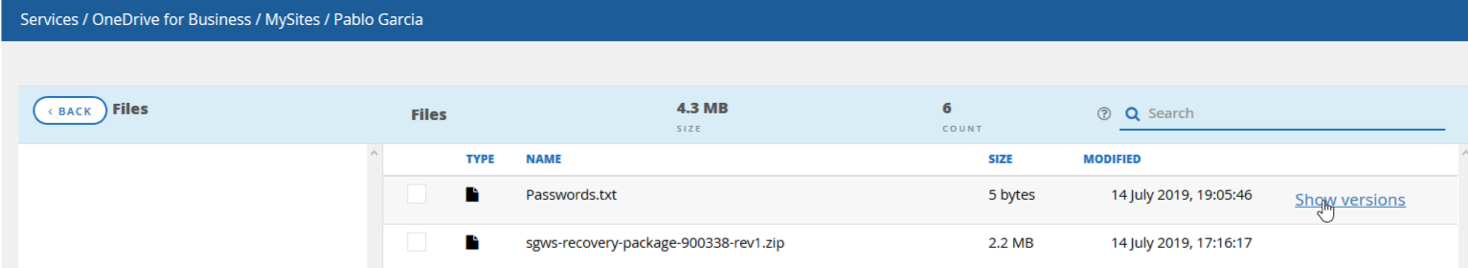 Services / OneDrive for Business / MySites / Pablo Garcia
< BACK Files Files 4.3 MB 6 ? Search
SIZE COUNT
TYPE NAME SIZE MODIFIED
Passwords.txt 5 bytes 14 July 2019, 19:05:46 Show versions
sgws-recovery-package-900338-rev1.zip 2.2 MB 14 July 2019, 17:16:17